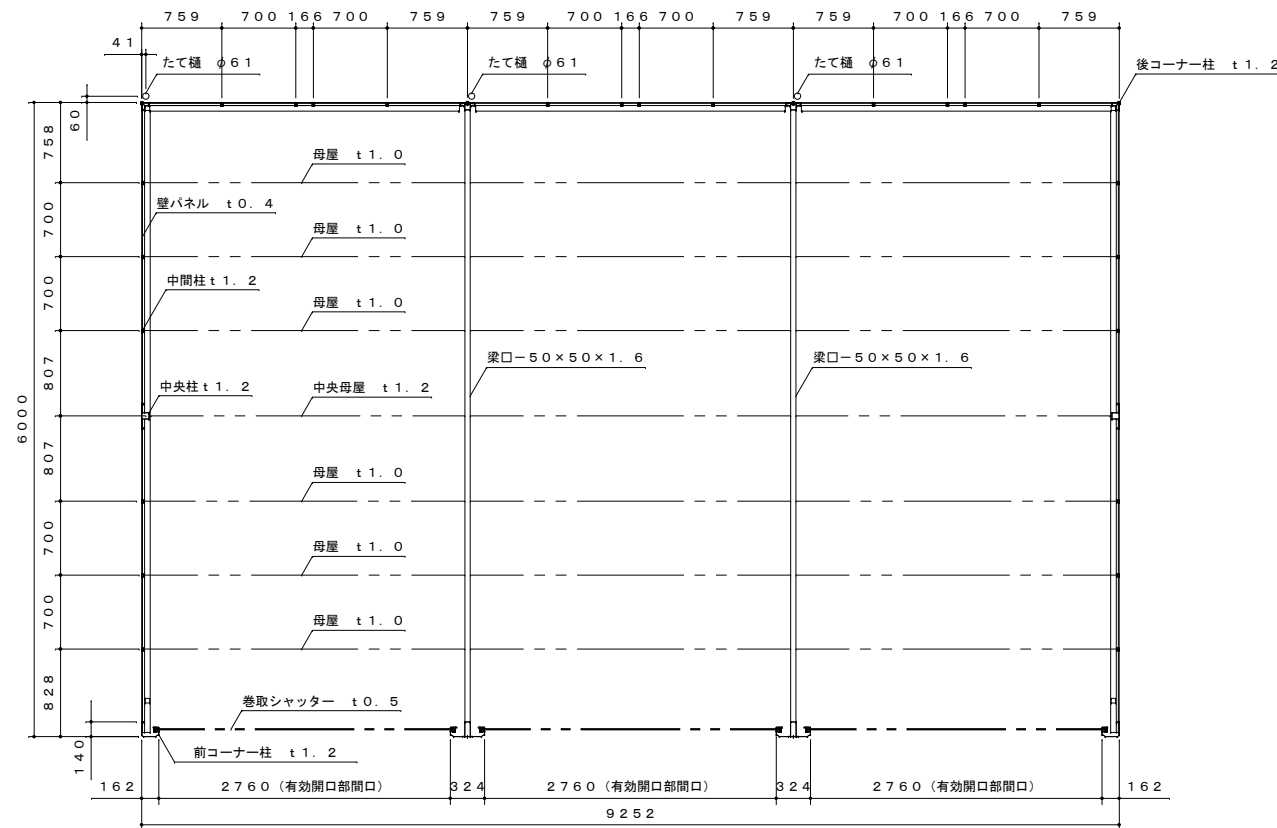 759 700 166 700 759 759 700 166 700 759 759 700 166 700 759
41
たて樋 φ61 たて樋 φ61 たて樋 φ61
後コーナー柱 t1.2
60
758
母屋 t1.0
700
壁パネル t0.4
母屋 t1.0
700
中間柱t1.2
母屋 t1.0
807
梁口-50×50×1.6 梁口-50×50×1.6
中央柱t1.2
中央母屋 t1.2
6000
807
母屋 t1.0
700
母屋 t1.0
700
母屋 t1.0
828
巻取シャッター t0.5
140
前コーナー柱 t1.2
162 2760(有効開口部間口) 324 2760(有効開口部間口) 324 2760(有効開口部間口) 162
9252